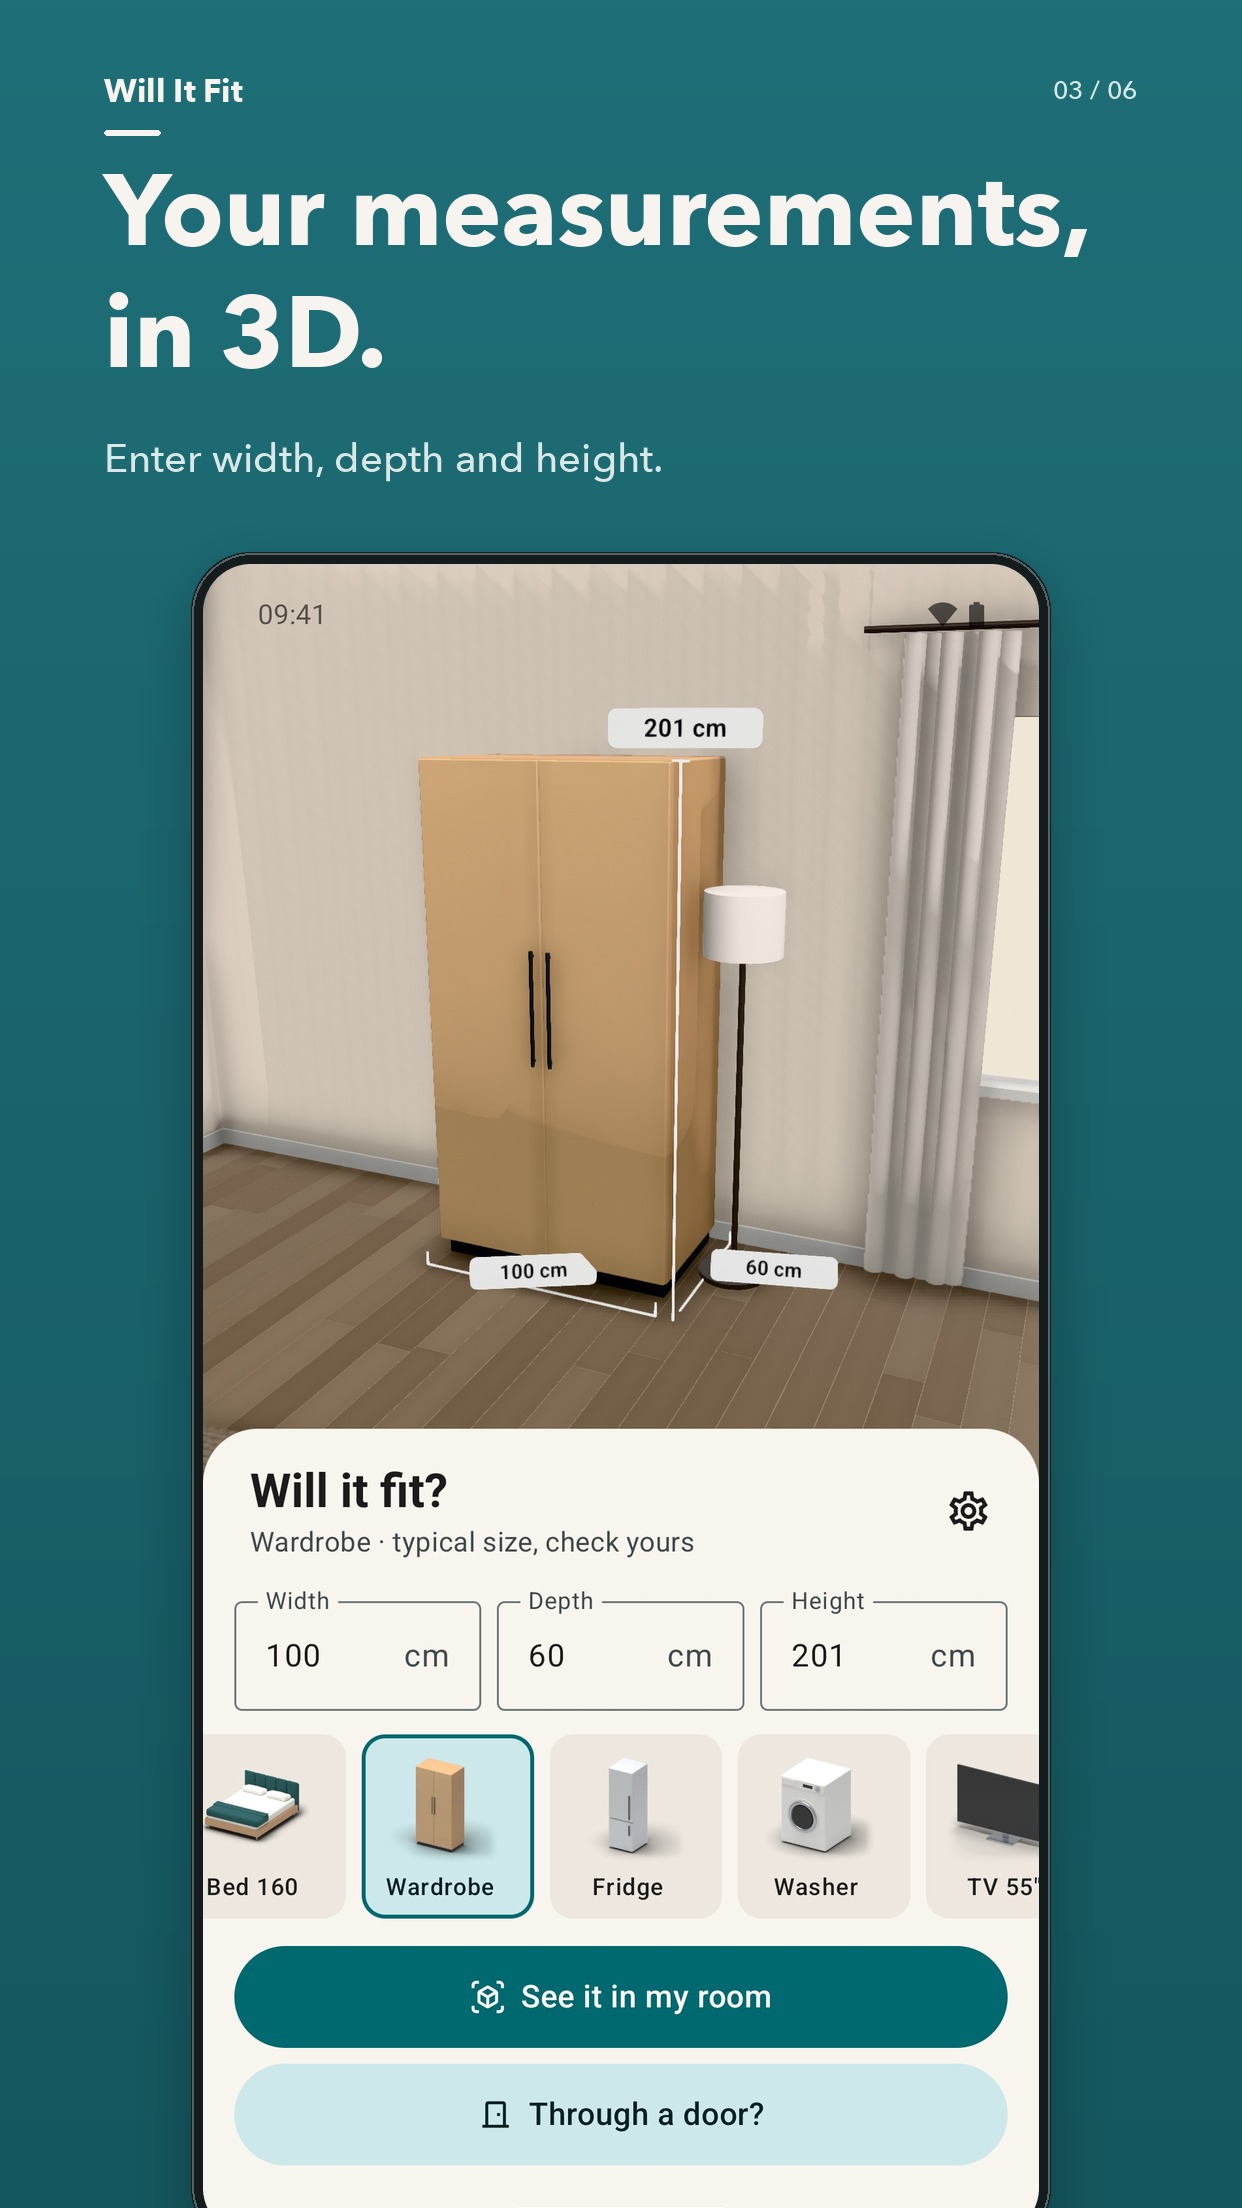 Will It Fit
03 / 06
Your measurements,
in 3D.
Enter width, depth and height.
09:41
201 cm
100 cm
60 cm
Will it fit?
Wardrobe · typical size, check yours
Width
Depth
Height
100 cm
60 cm
201 cm
Bed 160
Wardrobe
Fridge
Washer
TV 55"
See it in my room
Through a door?